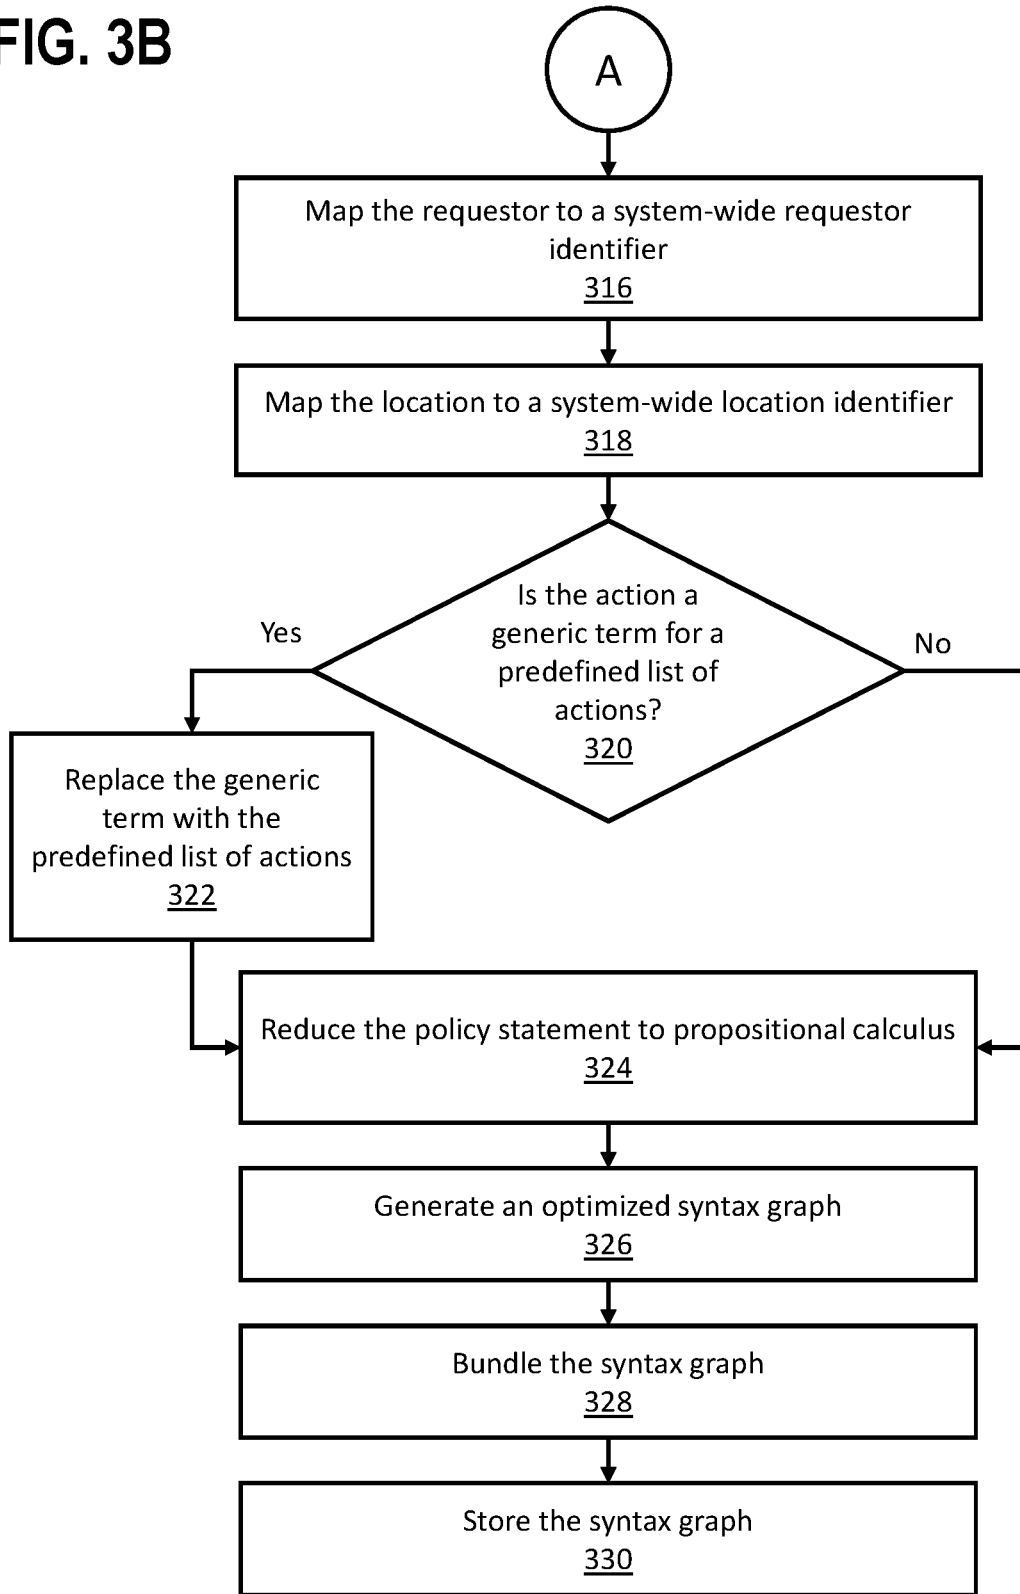 FIG. 3B
A
Map the requestor to a system-wide requestor
identifier
316
Map the location to a system-wide location identifier
318
Is the action a
generic term for a
predefined list of
actions?
320
Yes
No
Replace the generic
term with the
predefined list of actions
322
Reduce the policy statement to propositional calculus
324
Generate an optimized syntax graph
326
Bundle the syntax graph
328
Store the syntax graph
330